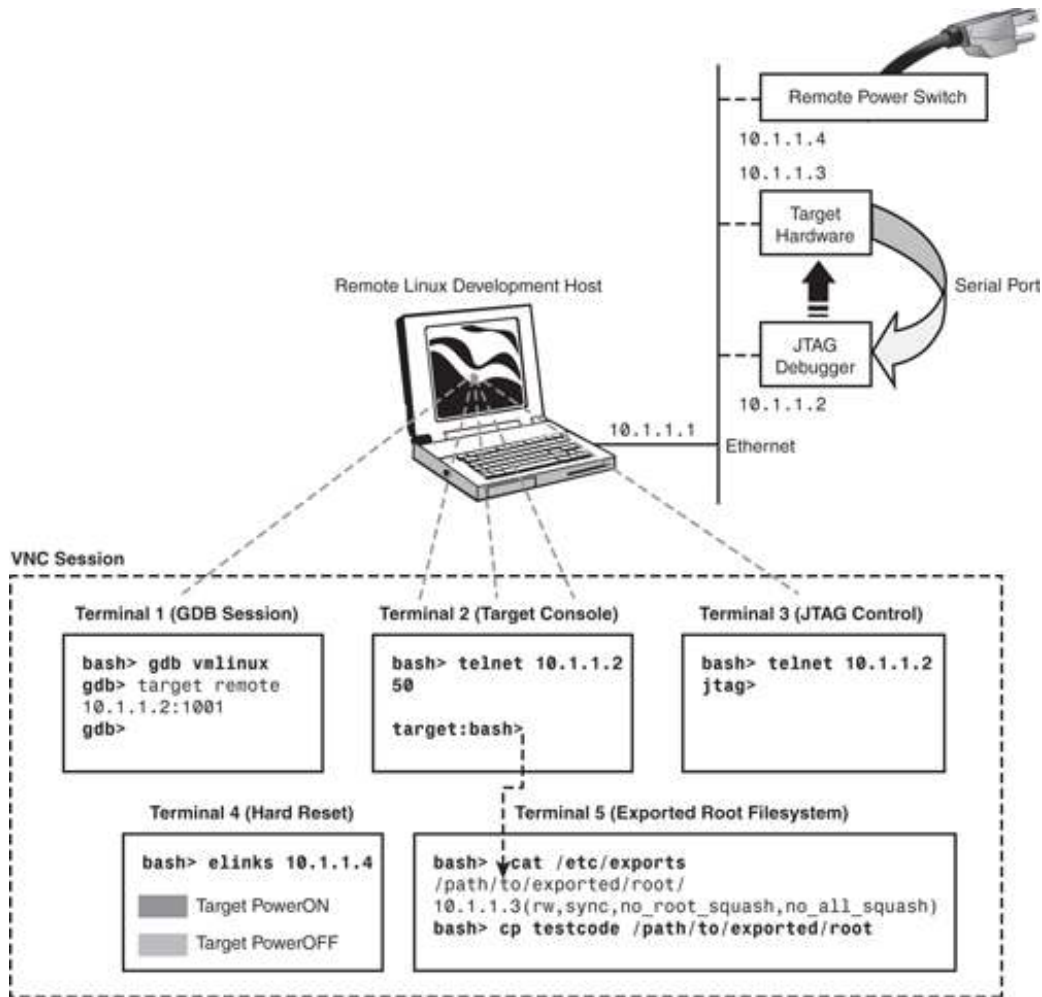 Remote Power Switch
10.1.1.4
10.1.1.3
Target
Hardware
Remote Linux Development Host
Serial Port
JTAG
Debugger
10.1.1.2
10.1.1.1
Ethernet
VNC Session
Terminal 1 (GDB Session)
bash> gdb vmlinux
gdb> target remote
10.1.1.2:1001
gdb>
Terminal 2 (Target Console)
bash> telnet 10.1.1.2
50
target:bash>
Terminal 3 (JTAG Control)
bash> telnet 10.1.1.2
jtag>
Terminal 4 (Hard Reset)
bash> elinks 10.1.1.4
Target PowerON
Target PowerOFF
Terminal 5 (Exported Root Filesystem)
bash> cat /etc/exports
/path/to/exported/root/
10.1.1.3(rw,sync,no_root_squash,no_all_squash)
bash> cp testcode /path/to/exported/root